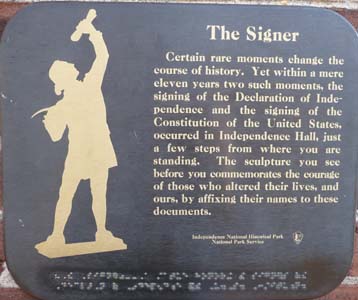 The Signer
Certain rare moments change the
course of history. Yet within a mere
eleven years two such moments, the
signing of the Declaration of Inde-
pendence and the signing of the
Constitution of the United States,
occurred in Independence Hall, just
a few steps from where you are
standing. The sculpture you see
before you commemorates the courage
of those who altered their lives, and
ours, by affixing their names to these
documents.
Independence National Historical Park
National Park Service